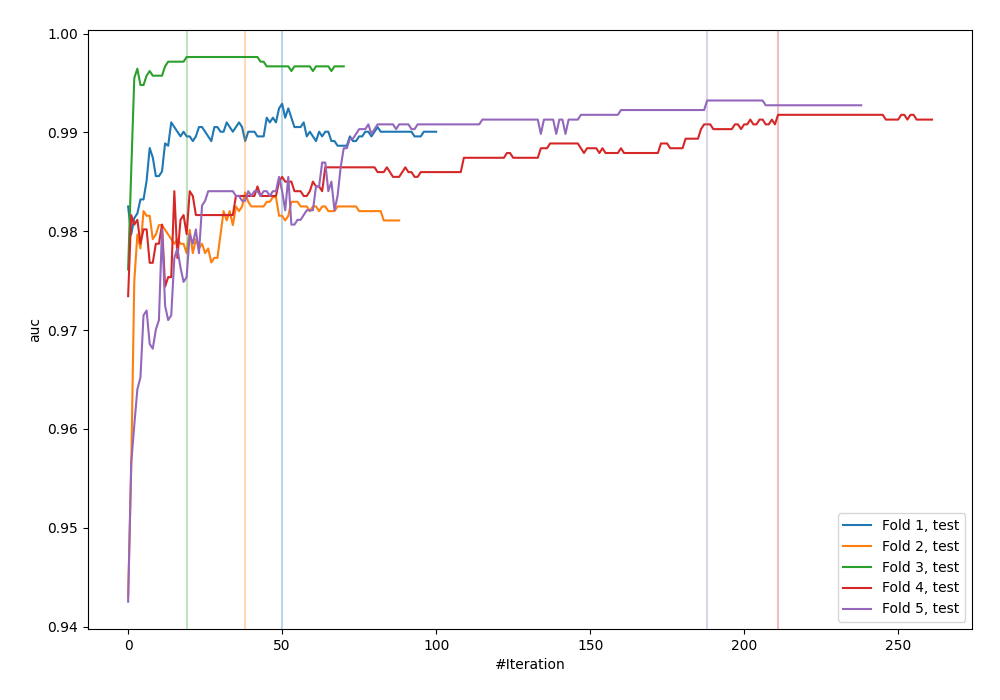 1.00
0.99
0.98
0.97
0.96
0.95
0.94
auc
0
50
100
150
200
250
#Iteration
Fold 1, test
Fold 2, test
Fold 3, test
Fold 4, test
Fold 5, test